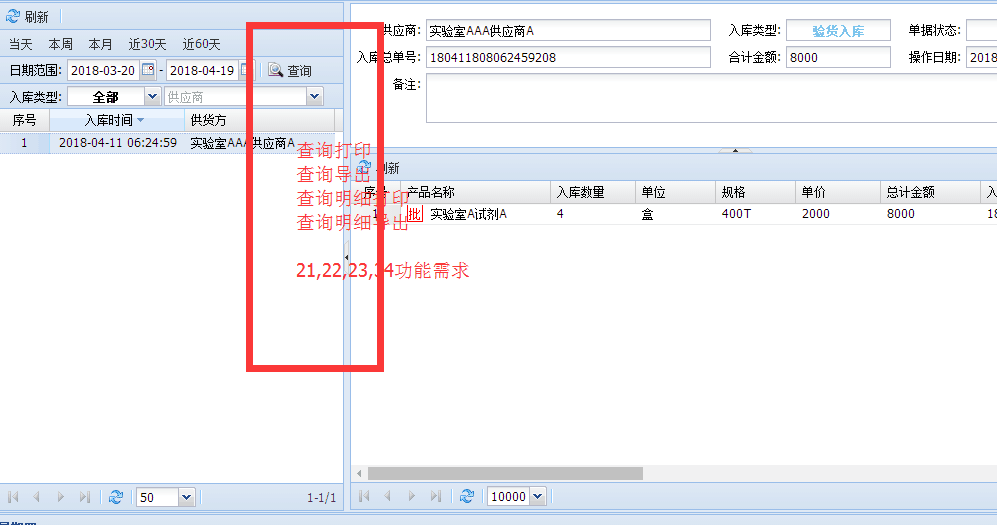 刷新
当天 本周 本月 近30天 近60天
日期范围: 2018-03-20 - 2018-04-19 查询
入库类型: 全部 供应商
序号 入库时间 供货方
1 2018-04-11 06:24:59 实验室AAA供应商A
50 1-1/1
供应商: 实验室AAA供应商A 入库类型: 验货入库 单据状态:
入库总单号: 180411808062459208 合计金额: 8000 操作日期: 2018
备注:
刷新
序号 产品名称 入库数量 单位 规格 单价 总计金额 入
1 批 实验室A试剂A 4 盒 400T 2000 8000 18
查询打印
查询导出
查询明细打印
查询明细导出
21,22,23,34功能需求
10000